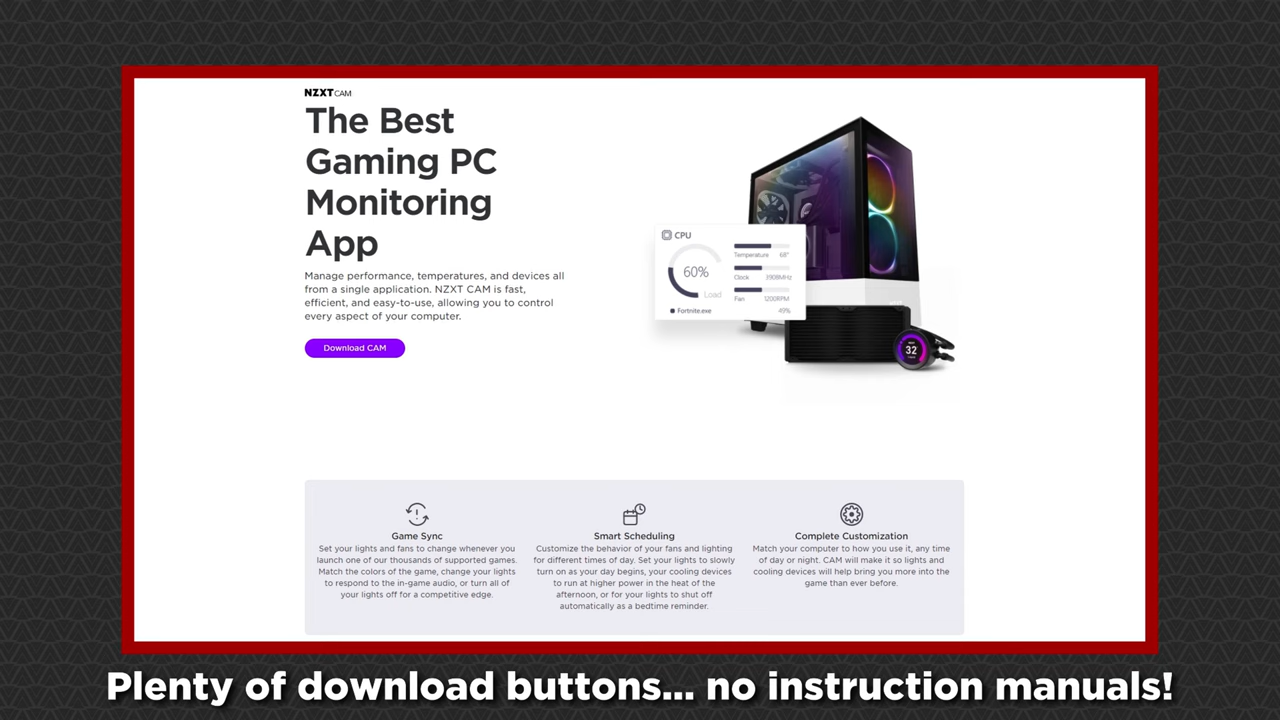 NZXT CAM
The Best
Gaming PC
Monitoring
App
Manage performance, temperatures, and devices all
from a single application. NZXT CAM is fast,
efficient, and easy-to-use, allowing you to control
every aspect of your computer.
Download CAM
CPU
60%
Load
Temperature 68°
Clock 3908MHz
Fan 1200RPM
Fortnite.exe 49%
NZXT
32
Game Sync
Set your lights and fans to change whenever you
launch one of our thousands of supported games.
Match the colors of the game, change your lights
to respond to the in-game audio, or turn all of
your lights off for a competitive edge.
Smart Scheduling
Customize the behavior of your fans and lighting
for different times of day. Set your lights to slowly
turn on as your day begins, your cooling devices
to run at higher power in the heat of the
afternoon, or for your lights to shut off
automatically as a bedtime reminder.
Complete Customization
Match your computer to how you use it, any time
of day or night. CAM will make it so lights and
cooling devices will help bring you more into the
game than ever before.
Plenty of download buttons... no instruction manuals!